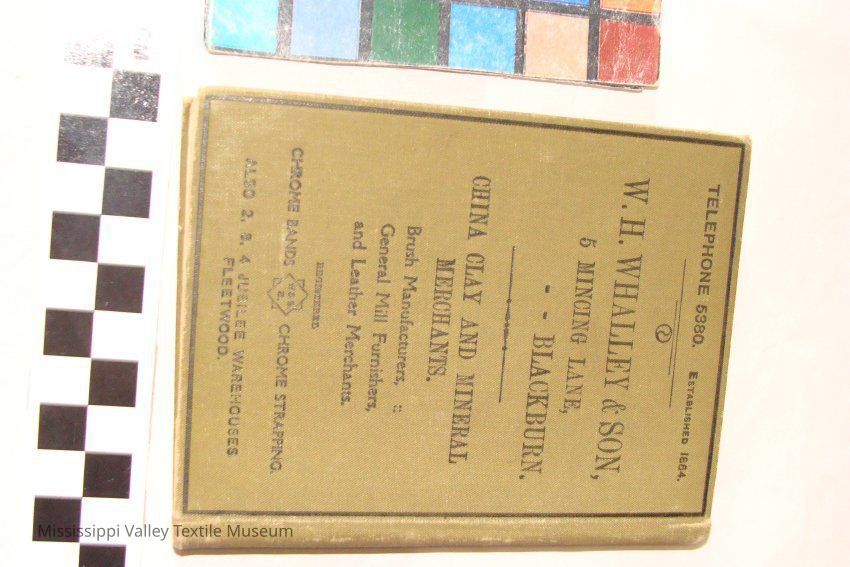 TELEPHONE 5380. ESTABLISHED 1864.
W. H. WHALLEY & SON,
5 MINCING LANE,
- - BLACKBURN.
CHINA CLAY AND MINERAL
MERCHANTS.
Brush Manufacturers, ::
General Mill Furnishers,
and Leather Merchants.
REGISTERED
CHROME BANDS W&S CHROME STRAPPING.
ALSO 2, 3, 4 JUBILEE WAREHOUSES
FLEETWOOD.
CM
Mississippi Valley Textile Museum